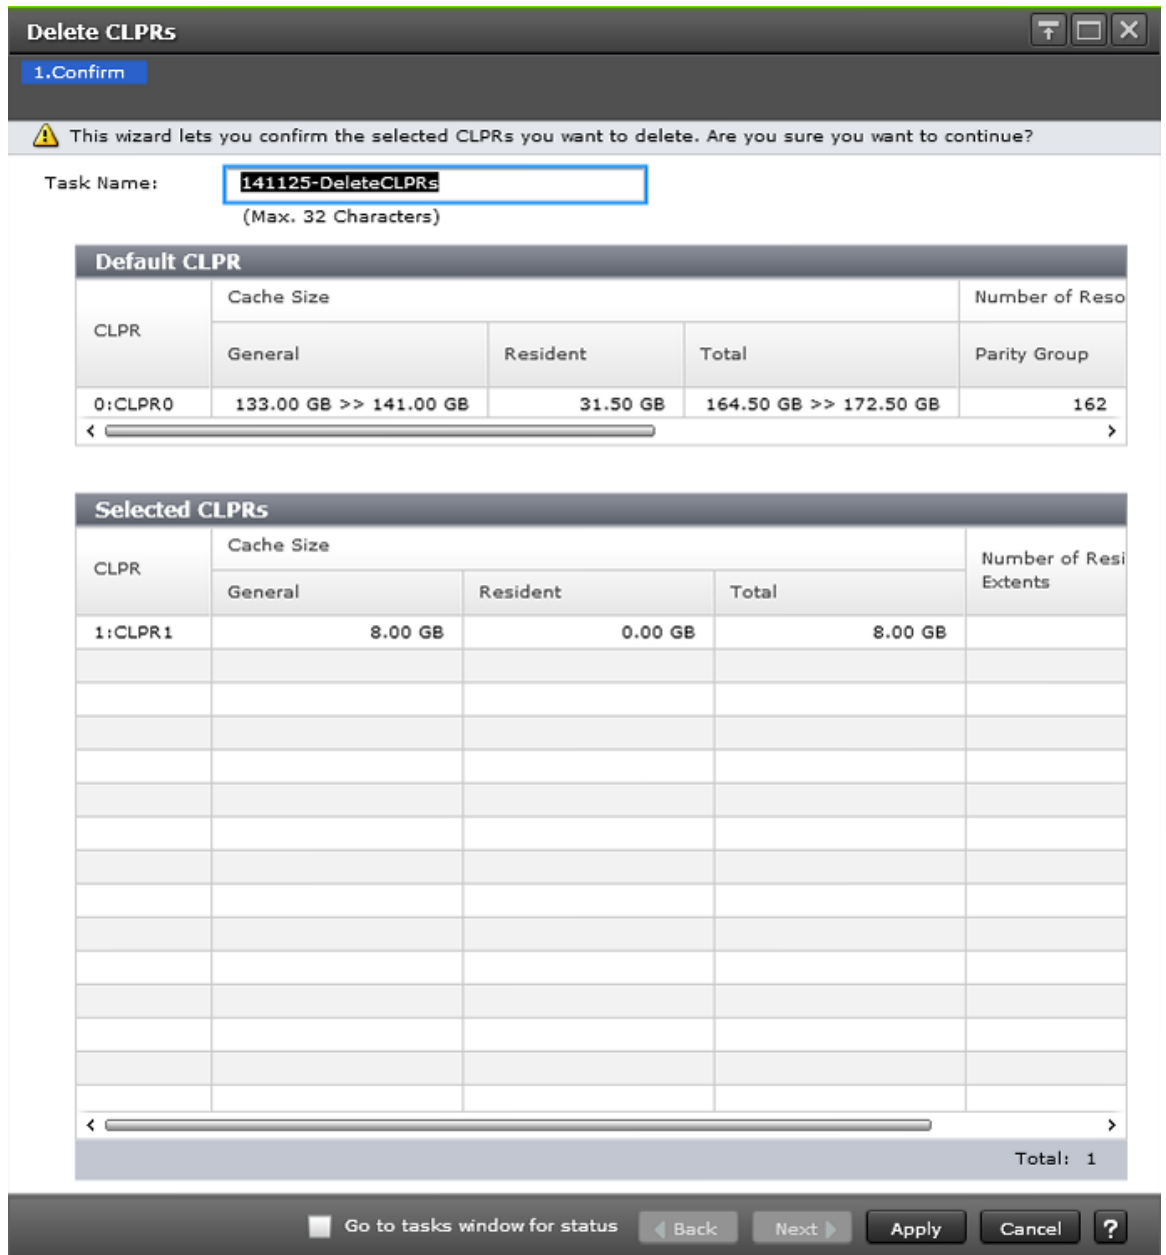 Delete CLPRs
1.Confirm
This wizard lets you confirm the selected CLPRs you want to delete. Are you sure you want to continue?
Task Name: 141125-DeleteCLPRs
(Max. 32 Characters)
Default CLPR
CLPR Cache Size Number of Reso
General Resident Total Parity Group
0:CLPR0 133.00 GB >> 141.00 GB 31.50 GB 164.50 GB >> 172.50 GB 162
Selected CLPRs
CLPR Cache Size Number of Resi
Extents
General Resident Total
1:CLPR1 8.00 GB 0.00 GB 8.00 GB
Total: 1
Go to tasks window for status Back Next Apply Cancel ?